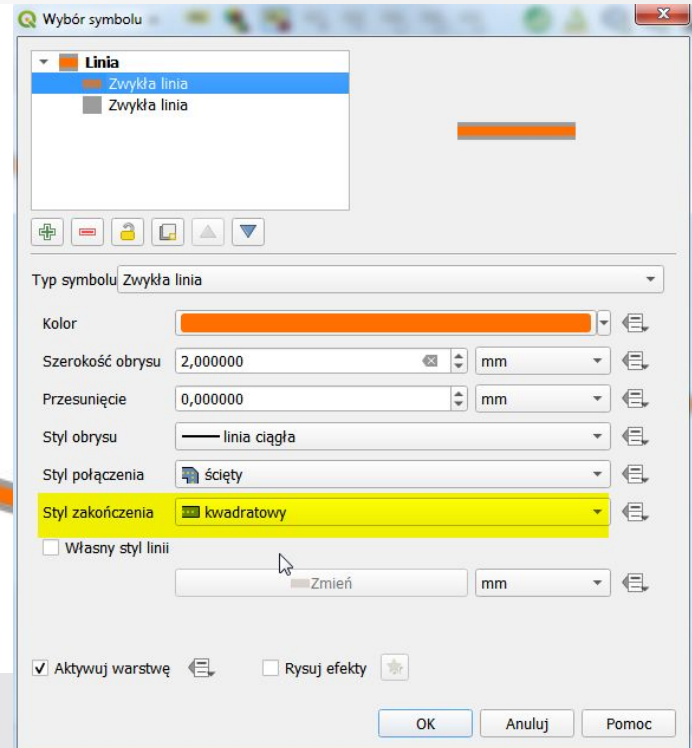 Wybór symbolu
Linia
Zwykła linia
Zwykła linia
Typ symbolu Zwykła linia
Kolor
Szerokość obrysu 2,000000 mm
Przesunięcie 0,000000 mm
Styl obrysu linia ciągła
Styl połączenia ścięty
Styl zakończenia kwadratowy
Własny styl linii
Zmień mm
Aktywuj warstwę Rysuj efekty
OK Anuluj Pomoc